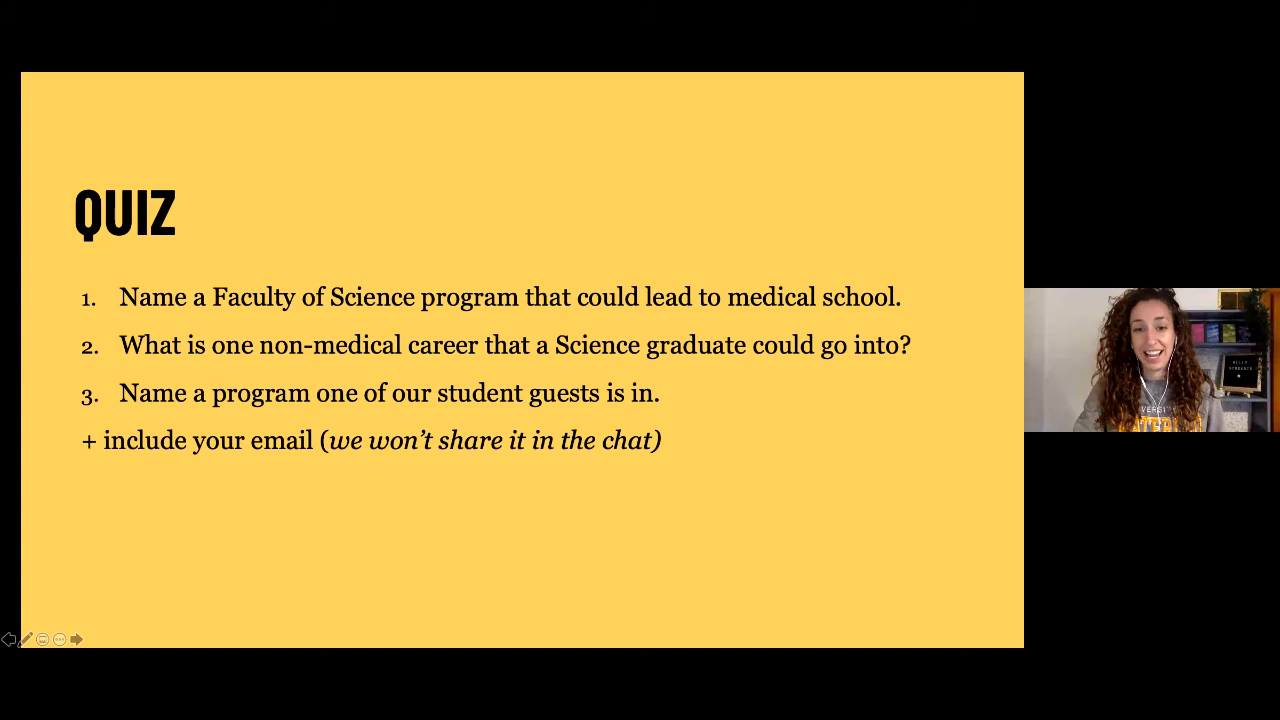 QUIZ
1. Name a Faculty of Science program that could lead to medical school.
2. What is one non-medical career that a Science graduate could go into?
3. Name a program one of our student guests is in.
+ include your email (we won't share it in the chat)
HELLO
STUDENTS